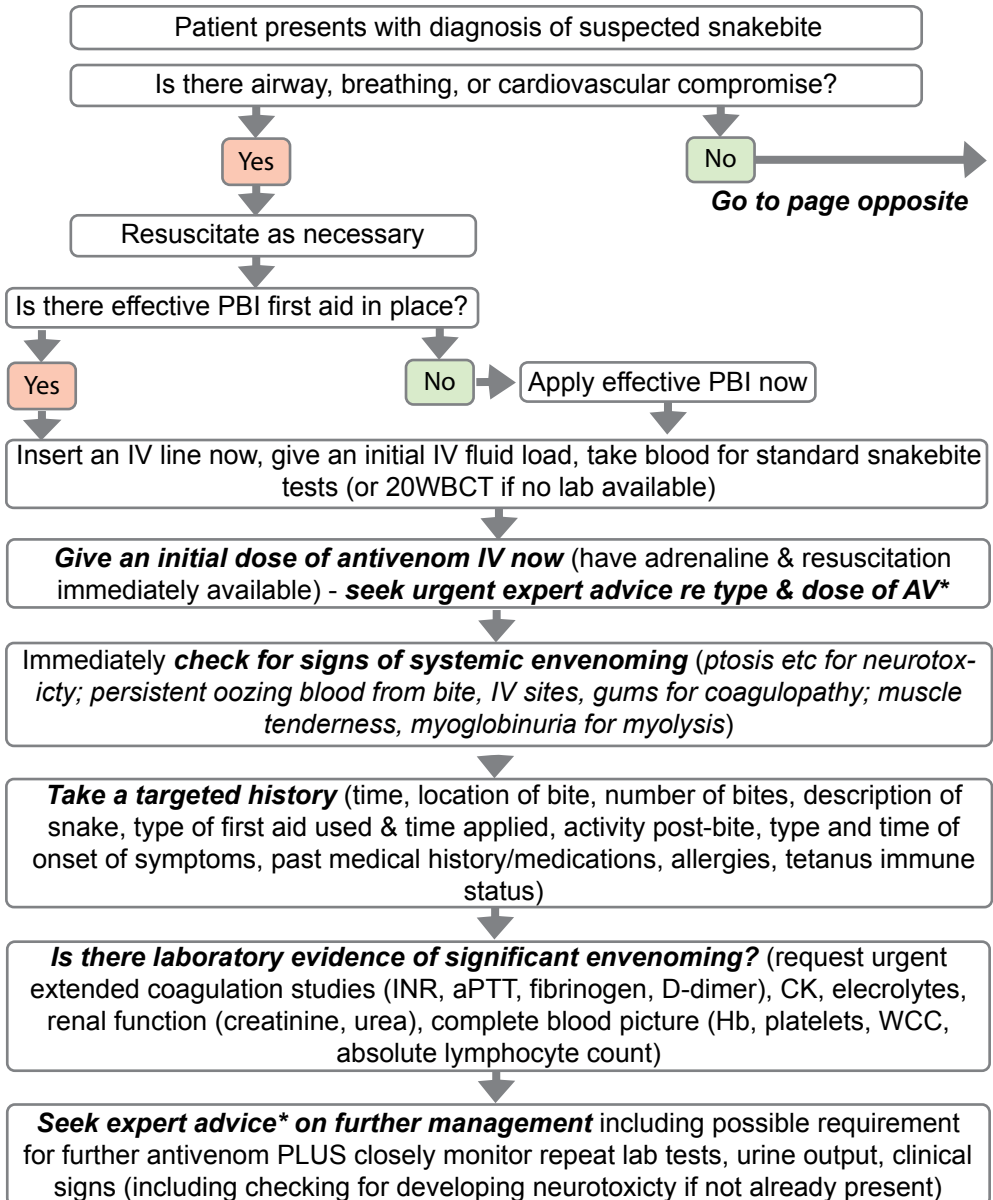 Patient presents with diagnosis of suspected snakebite
Is there airway, breathing, or cardiovascular compromise?
Yes
No
Go to page opposite
Resuscitate as necessary
Is there effective PBI first aid in place?
Yes
No
Apply effective PBI now
Insert an IV line now, give an initial IV fluid load, take blood for standard snakebite
tests (or 20WBCT if no lab available)
Give an initial dose of antivenom IV now (have adrenaline & resuscitation
immediately available) - seek urgent expert advice re type & dose of AV*
Immediately check for signs of systemic envenoming (ptosis etc for neurotox-
icty; persistent oozing blood from bite, IV sites, gums for coagulopathy; muscle
tenderness, myoglobinuria for myolysis)
Take a targeted history (time, location of bite, number of bites, description of
snake, type of first aid used & time applied, activity post-bite, type and time of
onset of symptoms, past medical history/medications, allergies, tetanus immune
status)
Is there laboratory evidence of significant envenoming? (request urgent
extended coagulation studies (INR, aPTT, fibrinogen, D-dimer), CK, elecrolytes,
renal function (creatinine, urea), complete blood picture (Hb, platelets, WCC,
absolute lymphocyte count)
Seek expert advice* on further management including possible requirement
for further antivenom PLUS closely monitor repeat lab tests, urine output, clinical
signs (including checking for developing neurotoxicty if not already present)